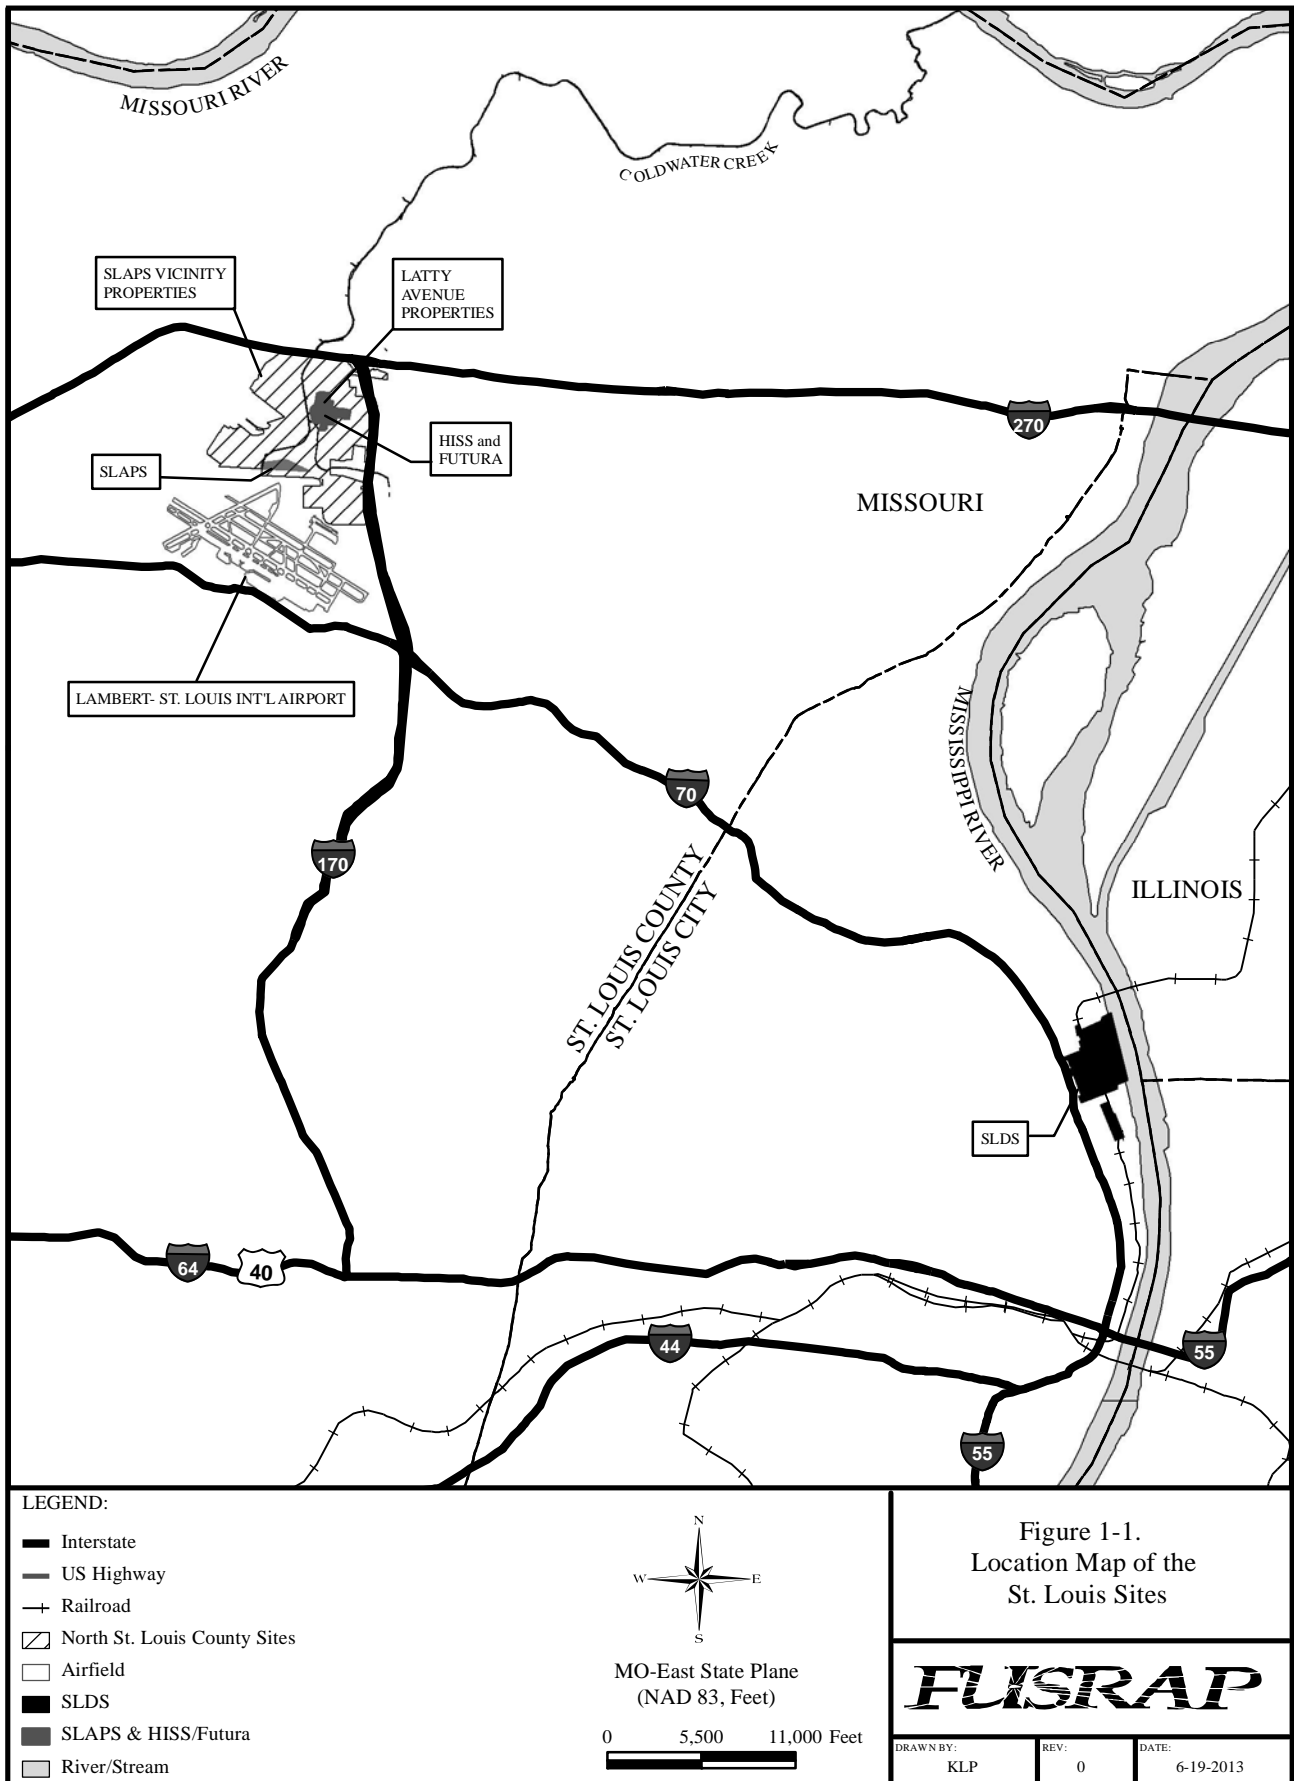 MISSOURI RIVER
COLDWATER CREEK
SLAPS VICINITY
PROPERTIES
LATTY
AVENUE
PROPERTIES
270
HISS and
FUTURA
SLAPS
MISSOURI
LAMBERT- ST. LOUIS INT'L AIRPORT
MISSISSIPPI RIVER
70
170
ILLINOIS
ST. LOUIS COUNTY
ST. LOUIS CITY
SLDS
64
40
44
55
55
LEGEND:
Interstate
US Highway
Railroad
North St. Louis County Sites
Airfield
SLDS
SLAPS & HISS/Futura
River/Stream
N
W E
S
MO-East State Plane
(NAD 83, Feet)
0 5,500 11,000 Feet
Figure 1-1.
Location Map of the
St. Louis Sites
FUSRAP
DRAWN BY: REV: DATE:
KLP 0 6-19-2013